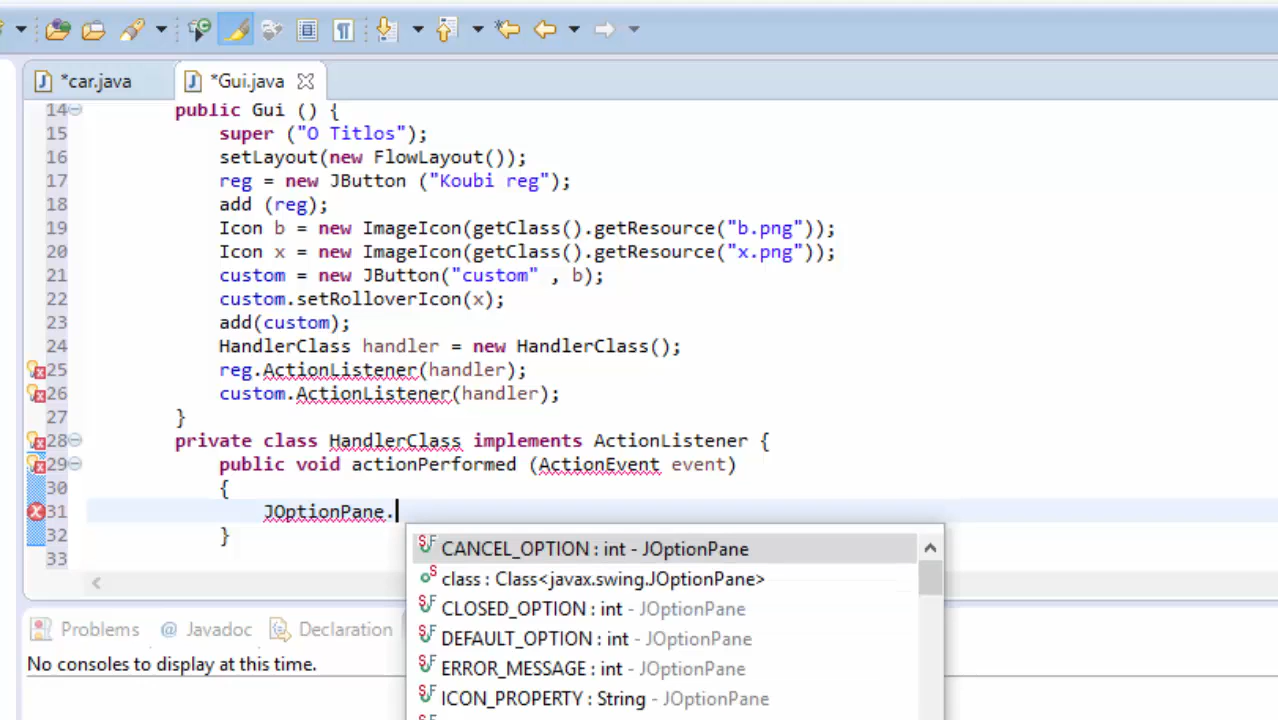 *car.java *Gui.java
14 public Gui () {
15 super ("O Titlos");
16 setLayout(new FlowLayout());
17 reg = new JButton ("Koubi reg");
18 add (reg);
19 Icon b = new ImageIcon(getClass().getResource("b.png"));
20 Icon x = new ImageIcon(getClass().getResource("x.png"));
21 custom = new JButton("custom" , b);
22 custom.setRolloverIcon(x);
23 add(custom);
24 HandlerClass handler = new HandlerClass();
25 reg.ActionListener(handler);
26 custom.ActionListener(handler);
27 }
28 private class HandlerClass implements ActionListener {
29 public void actionPerformed (ActionEvent event)
30 {
31 JOptionPane.
32 }
33
CANCEL_OPTION : int - JOptionPane
class : Class<javax.swing.JOptionPane>
CLOSED_OPTION : int - JOptionPane
DEFAULT_OPTION : int - JOptionPane
ERROR_MESSAGE : int - JOptionPane
ICON_PROPERTY : String - JOptionPane
Problems @ Javadoc Declaration
No consoles to display at this time.